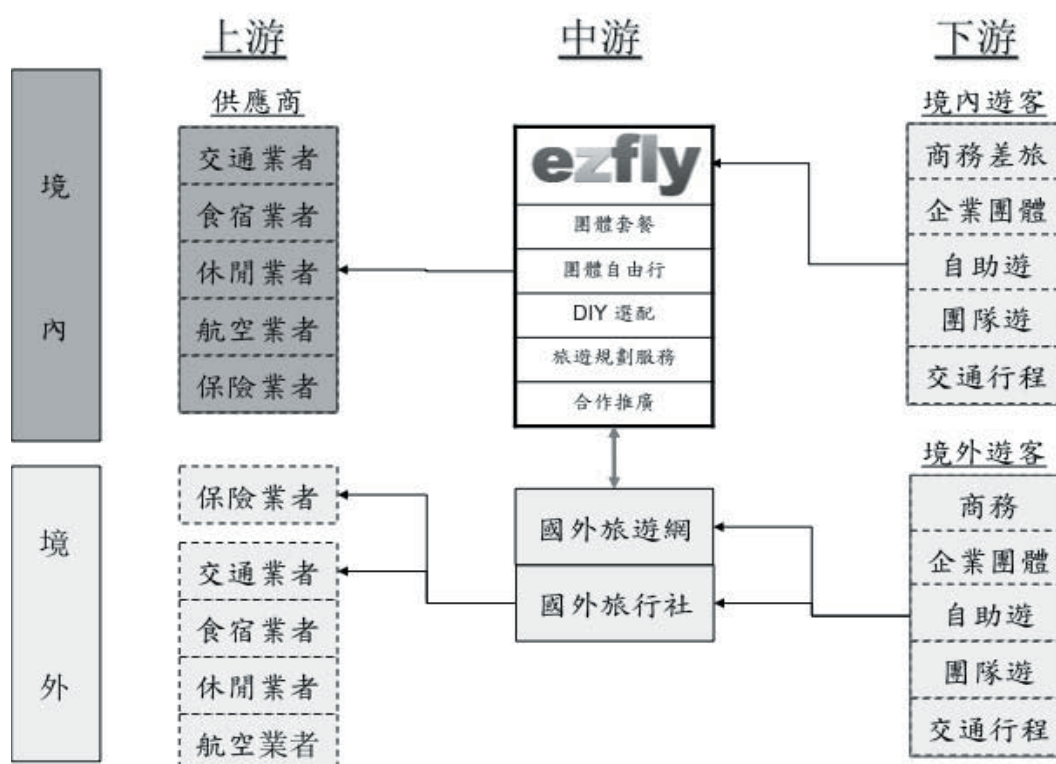 上游
中游
下游
境
內
供應商
交通業者
食宿業者
休閒業者
航空業者
保險業者
ezfly
團體套餐
團體自由行
DIY 選配
旅遊規劃服務
合作推廣
境內遊客
商務差旅
企業團體
自助遊
團隊遊
交通行程
境
外
保險業者
交通業者
食宿業者
休閒業者
航空業者
國外旅遊網
國外旅行社
境外遊客
商務
企業團體
自助遊
團隊遊
交通行程